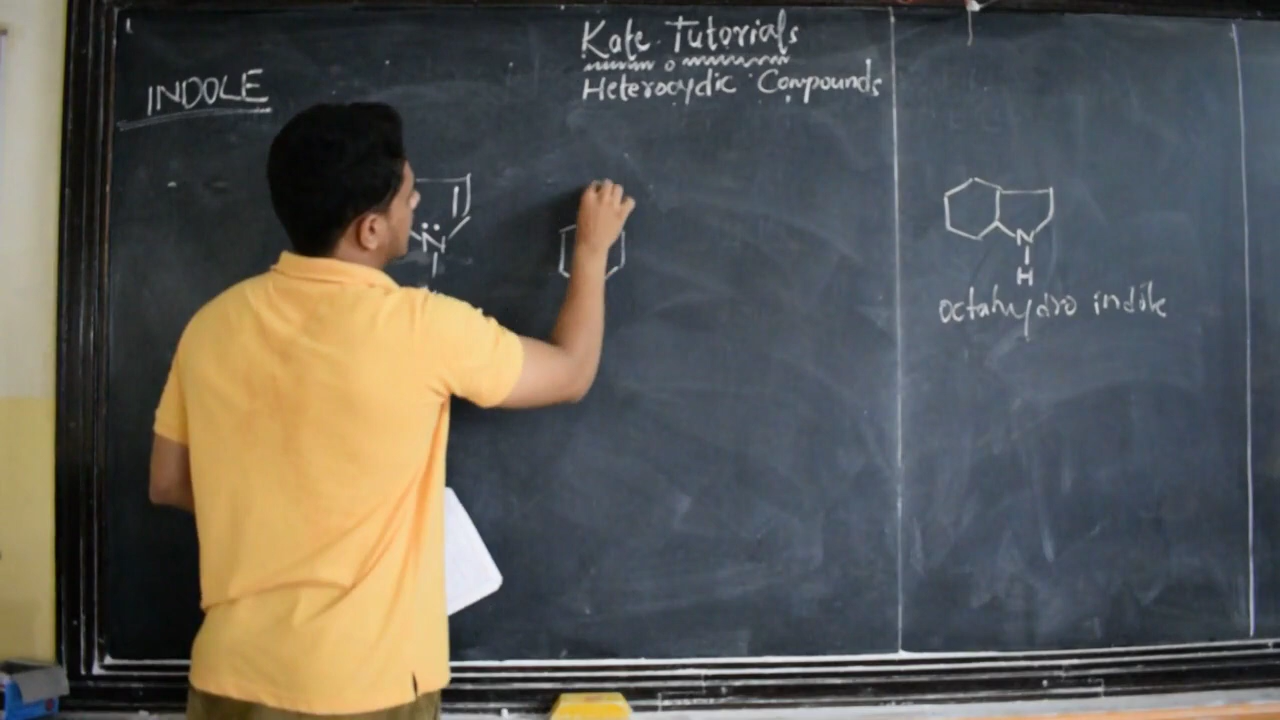 Kate Tutorials
Heterocyclic Compounds
INDOLE
N
N
H
octahydro indole